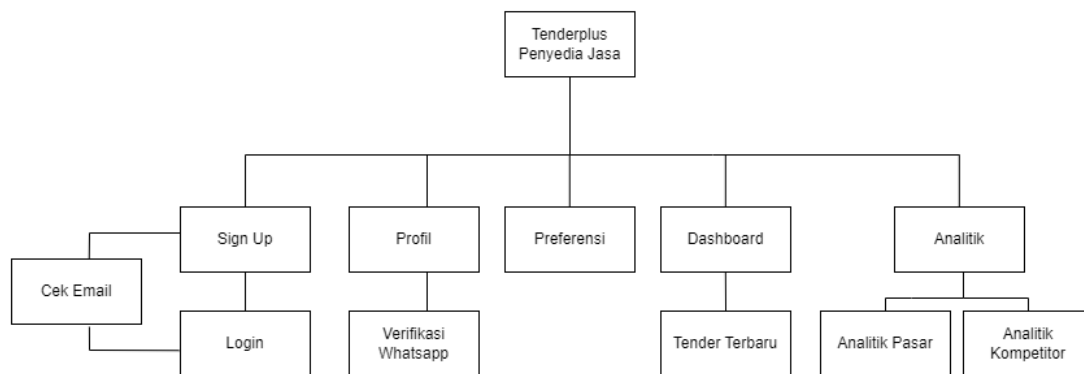 Tenderplus
Penyedia Jasa
Sign Up
Profil
Preferensi
Dashboard
Analitik
Cek Email
Login
Verifikasi
Whatsapp
Tender Terbaru
Analitik Pasar
Analitik
Kompetitor